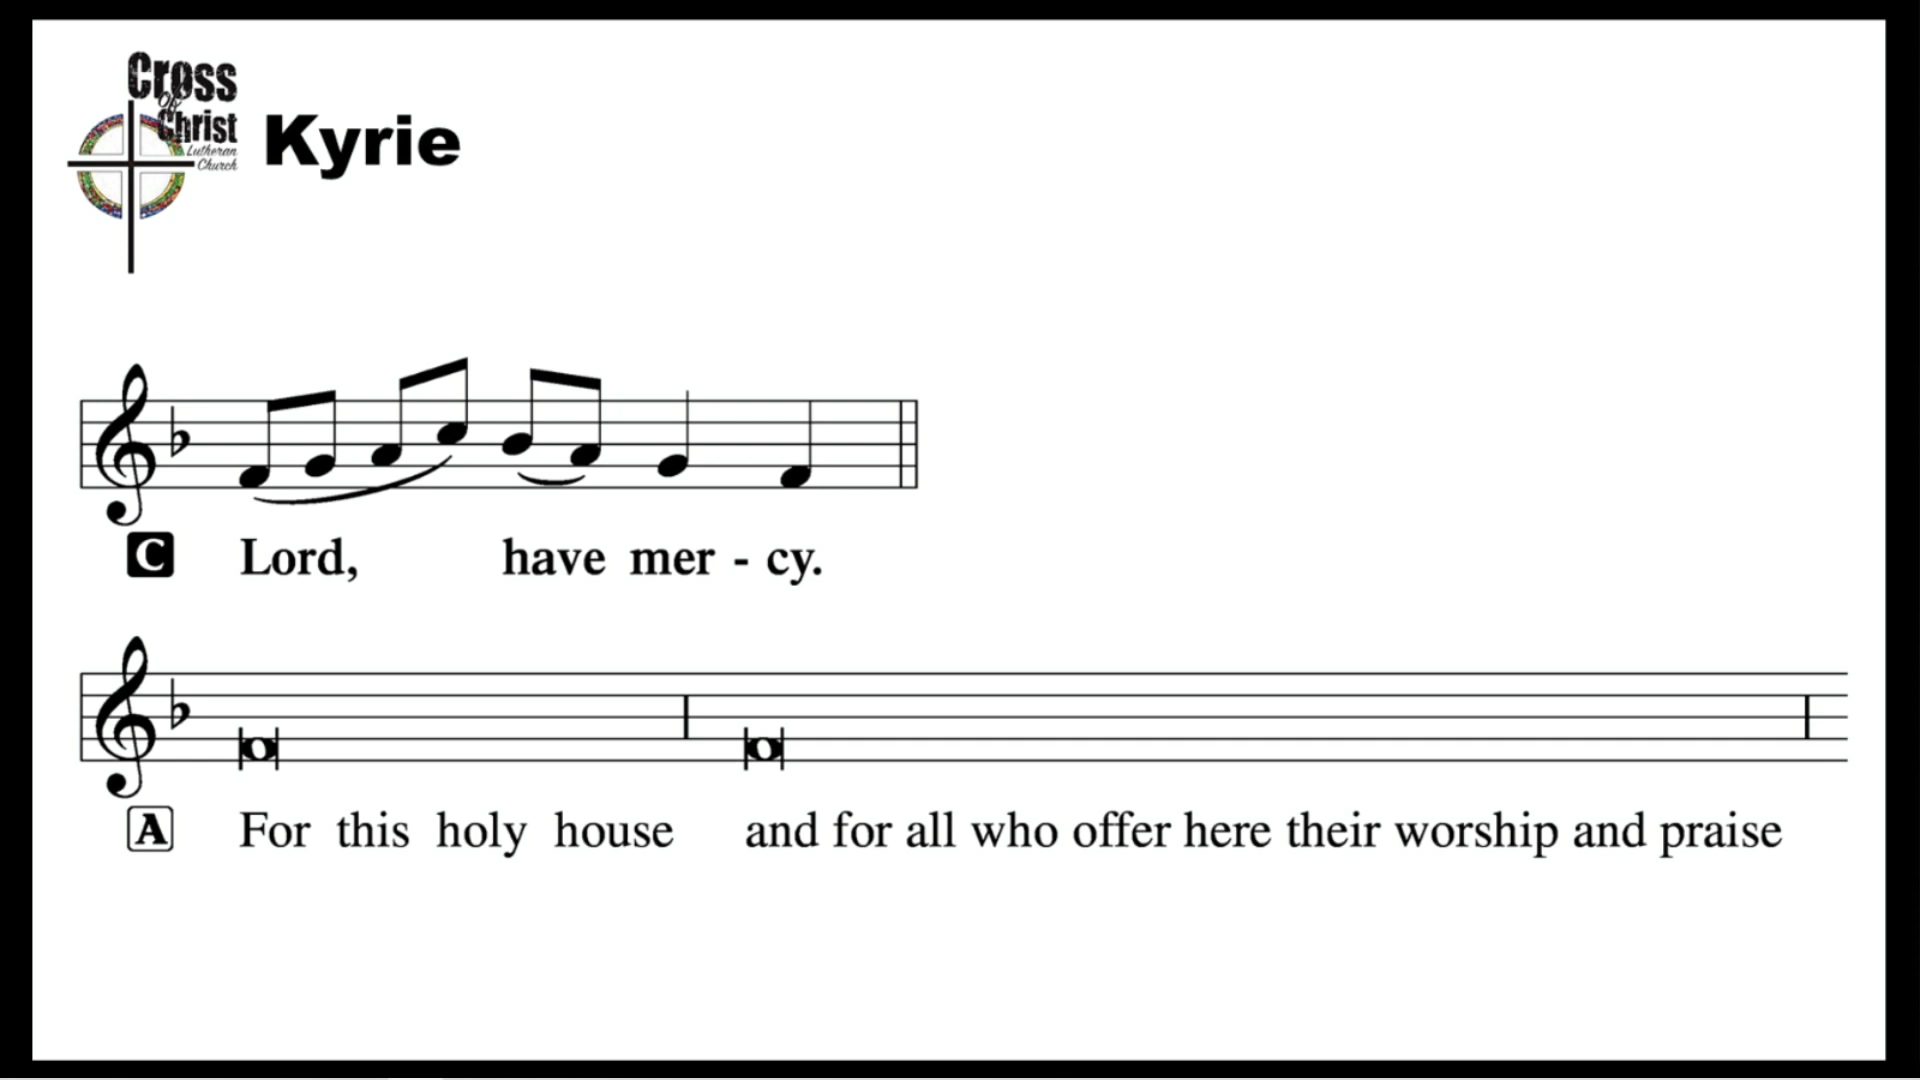 Cross
Of
Christ
Lutheran
Church
Kyrie
C Lord, have mer - cy.
A For this holy house and for all who offer here their worship and praise